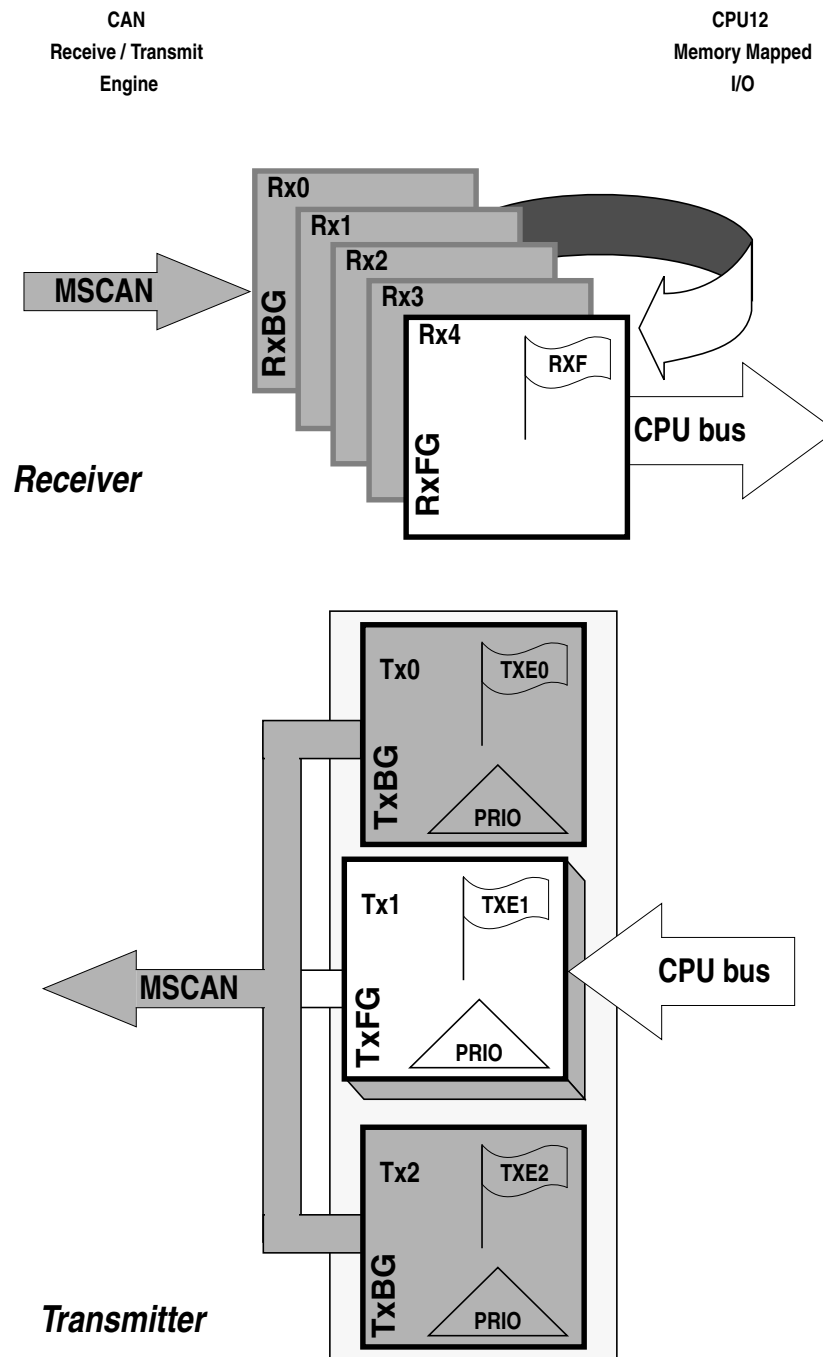 CAN
Receive / Transmit
Engine
CPU12
Memory Mapped
I/O
Rx0
Rx1
Rx2
Rx3
Rx4
RXF
MSCAN
RxBG
RxFG
CPU bus
Receiver
Tx0
TXE0
TxBG
PRIO
Tx1
TXE1
MSCAN
CPU bus
TxFG
PRIO
Tx2
TXE2
TxBG
PRIO
Transmitter